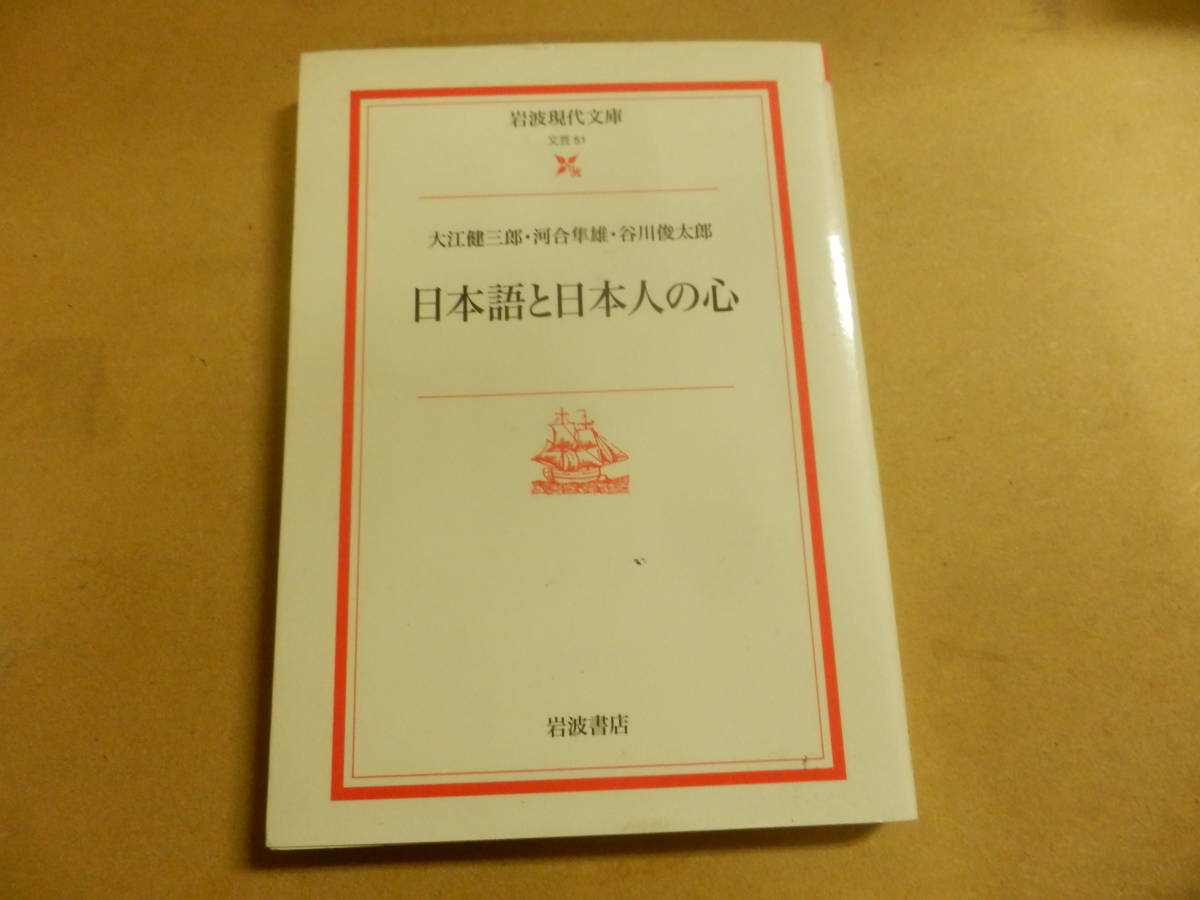 岩波現代文庫
文芸 51
大江健三郎・河合隼雄・谷川俊太郎
日本語と日本人の心
岩波書店